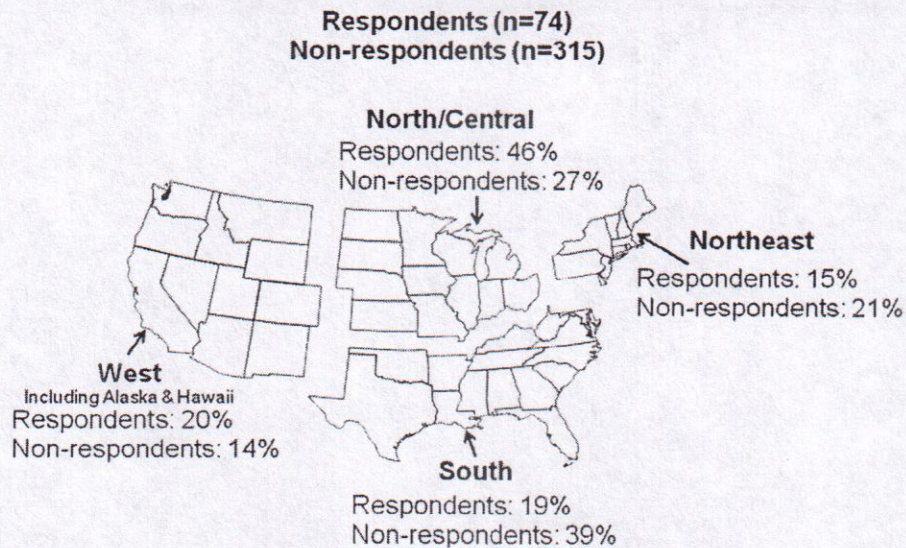 Respondents (n=74)
Non-respondents (n=315)
North/Central
Respondents: 46%
Non-respondents: 27%
Northeast
Respondents: 15%
Non-respondents: 21%
West
Including Alaska & Hawaii
Respondents: 20%
Non-respondents: 14%
South
Respondents: 19%
Non-respondents: 39%